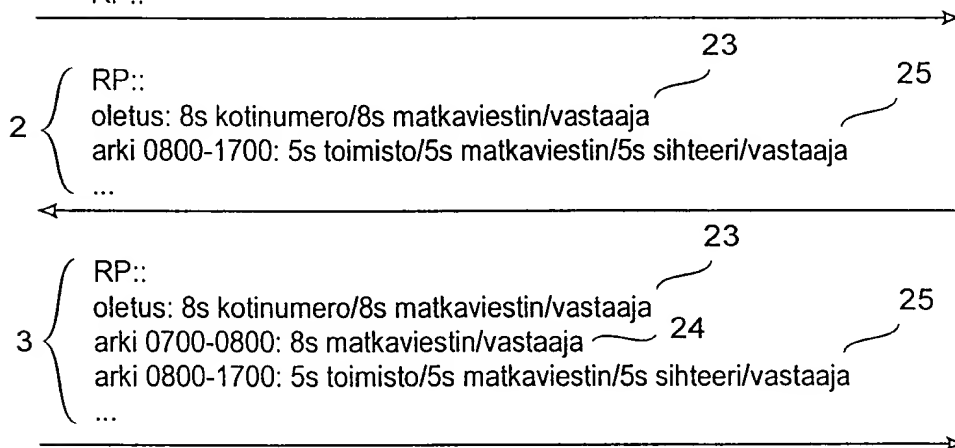 RP::
23
25
2
RP::
oletus: 8s kotinumero/8s matkaviestin/vastaaja
arki 0800-1700: 5s toimisto/5s matkaviestin/5s sihteeri/vastaaja
...
23
25
3
RP::
oletus: 8s kotinumero/8s matkaviestin/vastaaja
arki 0700-0800: 8s matkaviestin/vastaaja 24
arki 0800-1700: 5s toimisto/5s matkaviestin/5s sihteeri/vastaaja
...